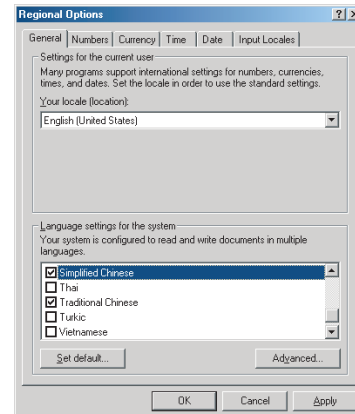 Regional Options
General Numbers Currency Time Date Input Locales
Settings for the current user
Many programs support international settings for numbers, currencies,
times, and dates. Set the locale in order to use the standard settings.
Your locale (location):
English (United States)
Language settings for the system
Your system is configured to read and write documents in multiple
languages.
Simplified Chinese
Thai
Traditional Chinese
Turkic
Vietnamese
Set default... Advanced...
OK Cancel Apply